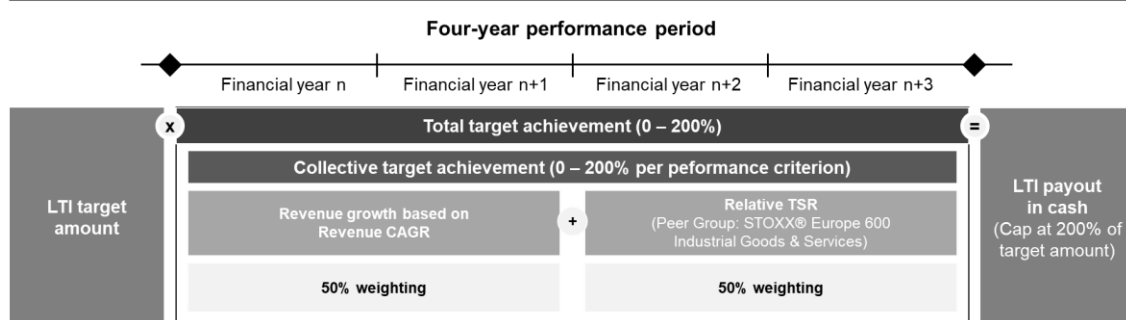 Four-year performance period
Financial year n
Financial year n+1
Financial year n+2
Financial year n+3
x
Total target achievement (0 – 200%)
=
Collective target achievement (0 – 200% per peformance criterion)
LTI target
amount
Revenue growth based on
Revenue CAGR
+
Relative TSR
(Peer Group: STOXX® Europe 600
Industrial Goods & Services)
LTI payout
in cash
(Cap at 200% of
target amount)
50% weighting
50% weighting